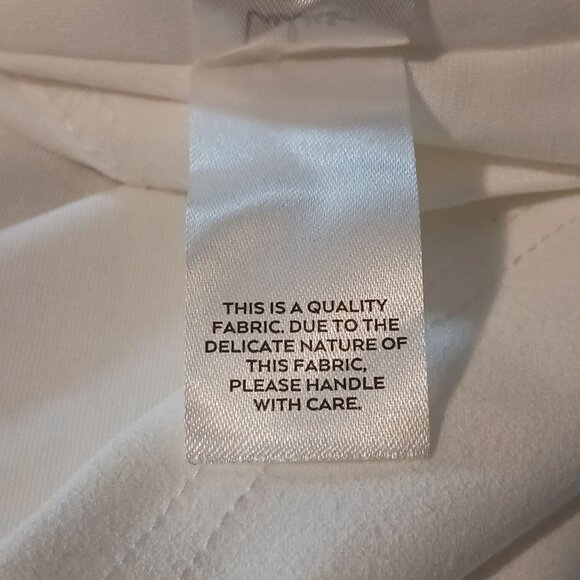 THIS IS A QUALITY
FABRIC. DUE TO THE
DELICATE NATURE OF
THIS FABRIC,
PLEASE HANDLE
WITH CARE.